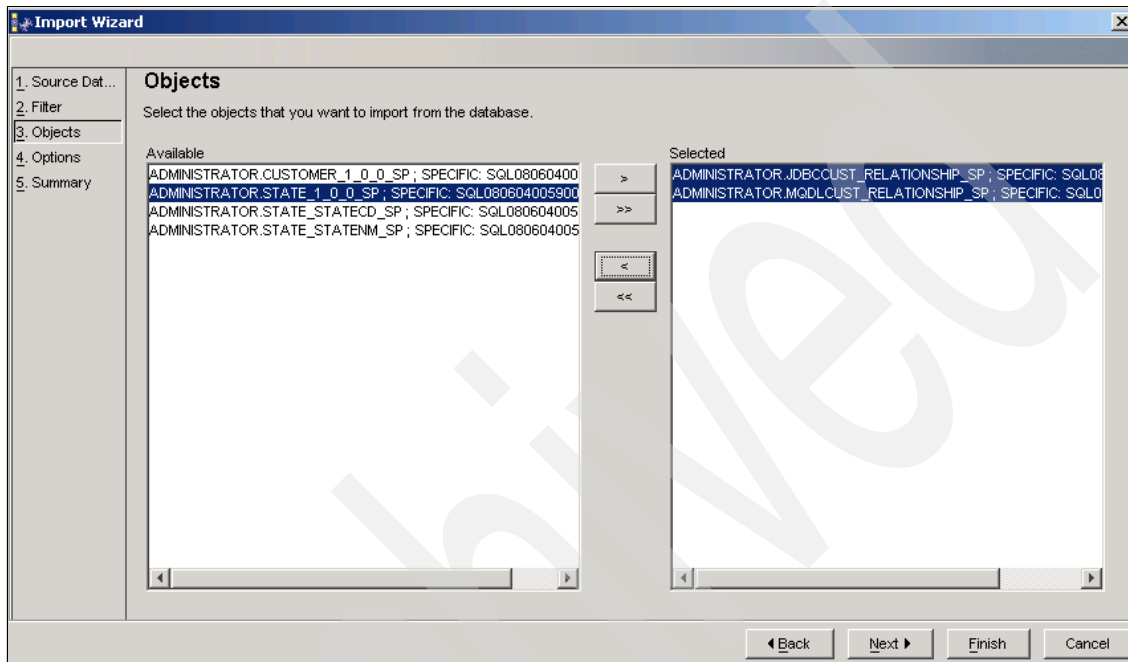 Import Wizard
1. Source Dat...
2. Filter
3. Objects
4. Options
5. Summary
Objects
Select the objects that you want to import from the database.
Available
ADMINISTRATOR.CUSTOMER_1_0_0_SP ; SPECIFIC: SQL08060400
ADMINISTRATOR.STATE_1_0_0_SP ; SPECIFIC: SQL080604005900
ADMINISTRATOR.STATE_STATECD_SP ; SPECIFIC: SQL080604005
ADMINISTRATOR.STATE_STATENM_SP ; SPECIFIC: SQL080604005
>
>>
<
<<
Selected
ADMINISTRATOR.JDBCCUST_RELATIONSHIP_SP ; SPECIFIC: SQL08
ADMINISTRATOR.MQDLCUST_RELATIONSHIP_SP ; SPECIFIC: SQL0
Back
Next
Finish
Cancel